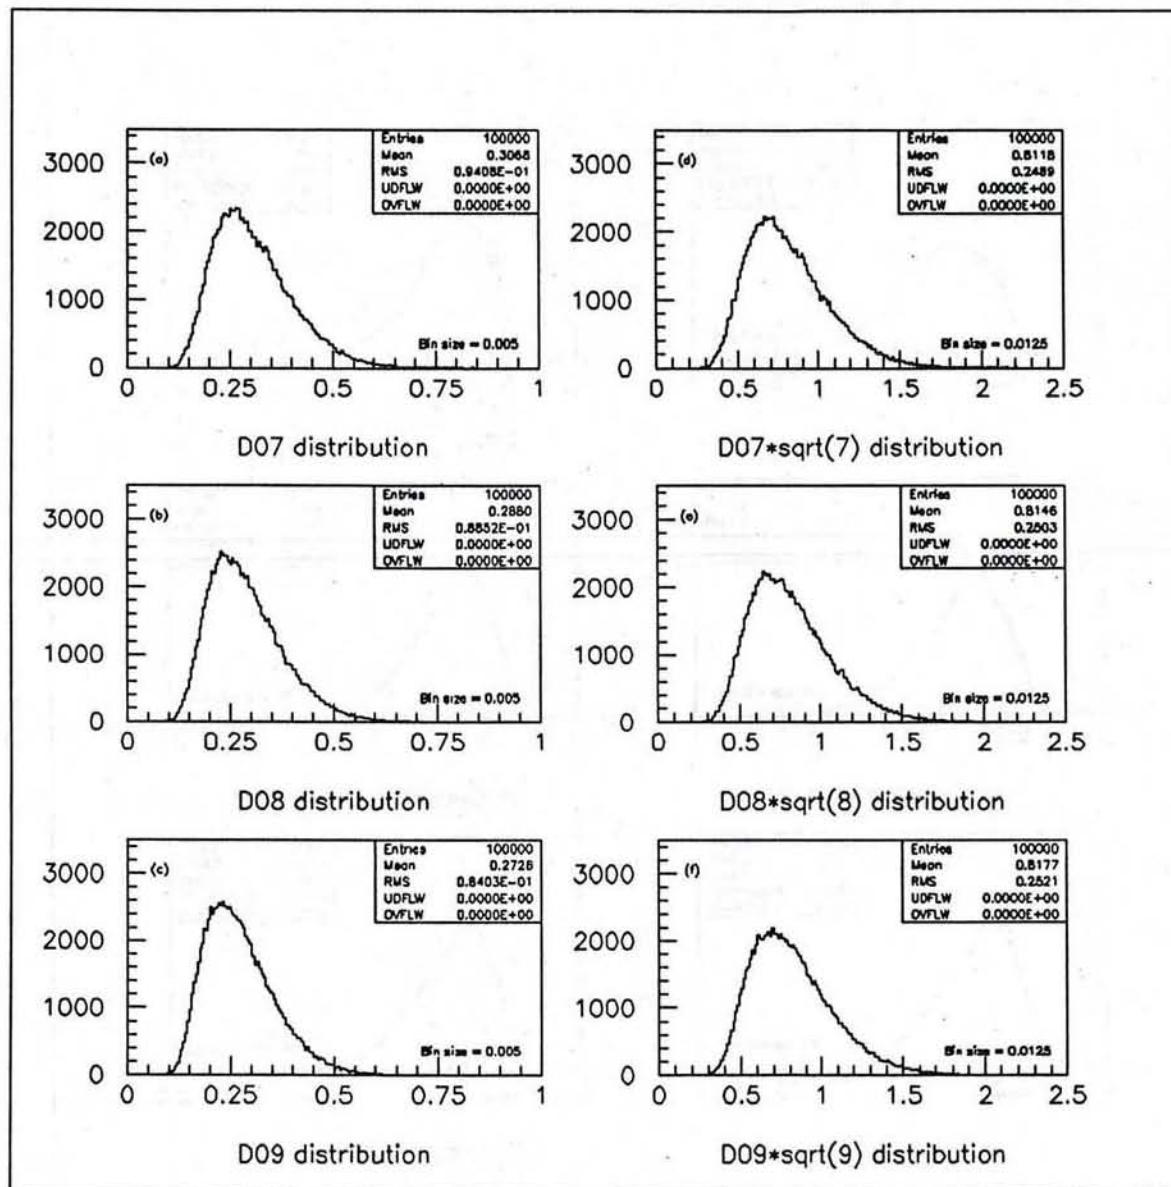 (a)
Entries 100000
Mean 0.3068
RMS 0.9408E-01
UDFLW 0.0000E+00
OVFLW 0.0000E+00
3000
2000
1000
0
Bin size = 0.005
0 0.25 0.5 0.75 1
D07 distribution
(d)
Entries 100000
Mean 0.8118
RMS 0.2489
UDFLW 0.0000E+00
OVFLW 0.0000E+00
3000
2000
1000
0
Bin size = 0.0125
0 0.5 1 1.5 2 2.5
D07*sqrt(7) distribution
(b)
Entries 100000
Mean 0.2880
RMS 0.8852E-01
UDFLW 0.0000E+00
OVFLW 0.0000E+00
3000
2000
1000
0
Bin size = 0.005
0 0.25 0.5 0.75 1
D08 distribution
(e)
Entries 100000
Mean 0.8146
RMS 0.2503
UDFLW 0.0000E+00
OVFLW 0.0000E+00
3000
2000
1000
0
Bin size = 0.0125
0 0.5 1 1.5 2 2.5
D08*sqrt(8) distribution
(c)
Entries 100000
Mean 0.2726
RMS 0.8403E-01
UDFLW 0.0000E+00
OVFLW 0.0000E+00
3000
2000
1000
0
Bin size = 0.005
0 0.25 0.5 0.75 1
D09 distribution
(f)
Entries 100000
Mean 0.8177
RMS 0.2521
UDFLW 0.0000E+00
OVFLW 0.0000E+00
3000
2000
1000
0
Bin size = 0.0125
0 0.5 1 1.5 2 2.5
D09*sqrt(9) distribution